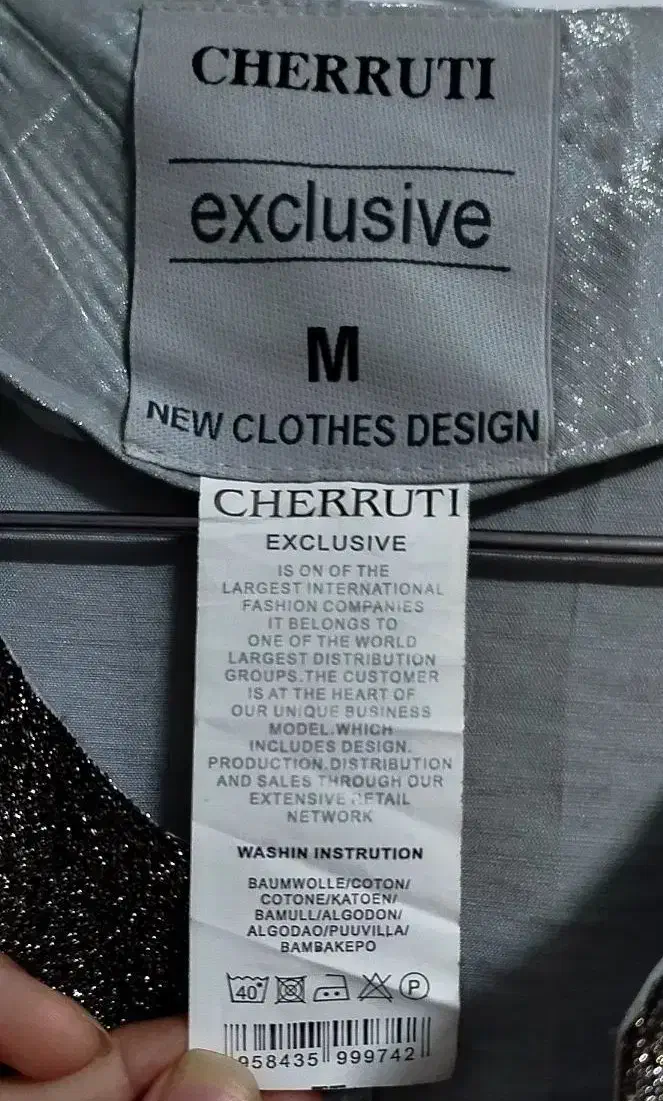 CHERRUTI
exclusive
M
NEW CLOTHES DESIGN
CHERRUTI
EXCLUSIVE
IS ON OF THE
LARGEST INTERNATIONAL
FASHION COMPANIES
IT BELONGS TO
ONE OF THE WORLD
LARGEST DISTRIBUTION
GROUPS.THE CUSTOMER
IS AT THE HEART OF
OUR UNIQUE BUSINESS
MODEL.WHICH
INCLUDES DESIGN.
PRODUCTION.DISTRIBUTION
AND SALES THROUGH OUR
EXTENSIVE RETAIL
NETWORK
WASHIN INSTRUTION
BAUMWOLLE/COTON/
COTONE/KATOEN/
BAMULL/ALGODON/
ALGODAO/PUUVILLA/
BAMBAKEPO
40° P
958435 999742